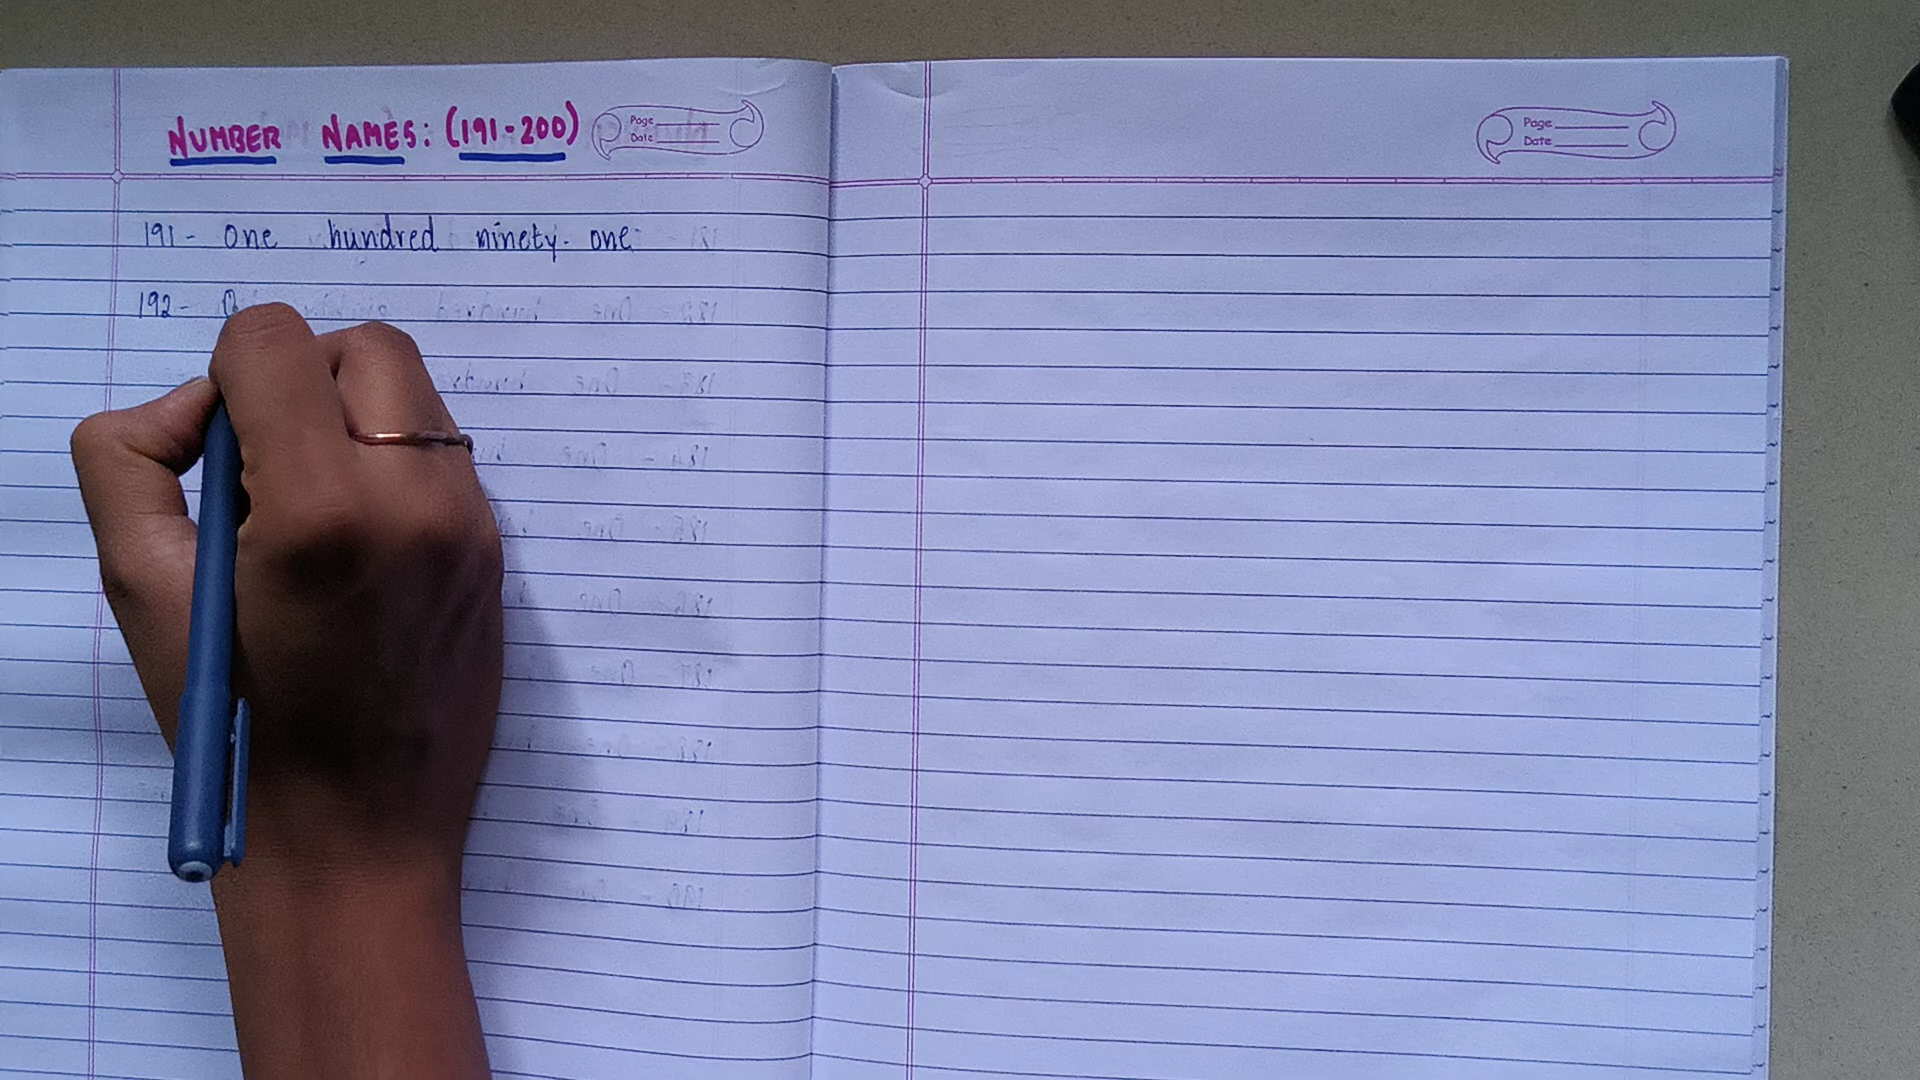 NUMBER NAMES: (191-200)
Page
Date
191 - One hundred ninety-one
192 - O
Page
Date